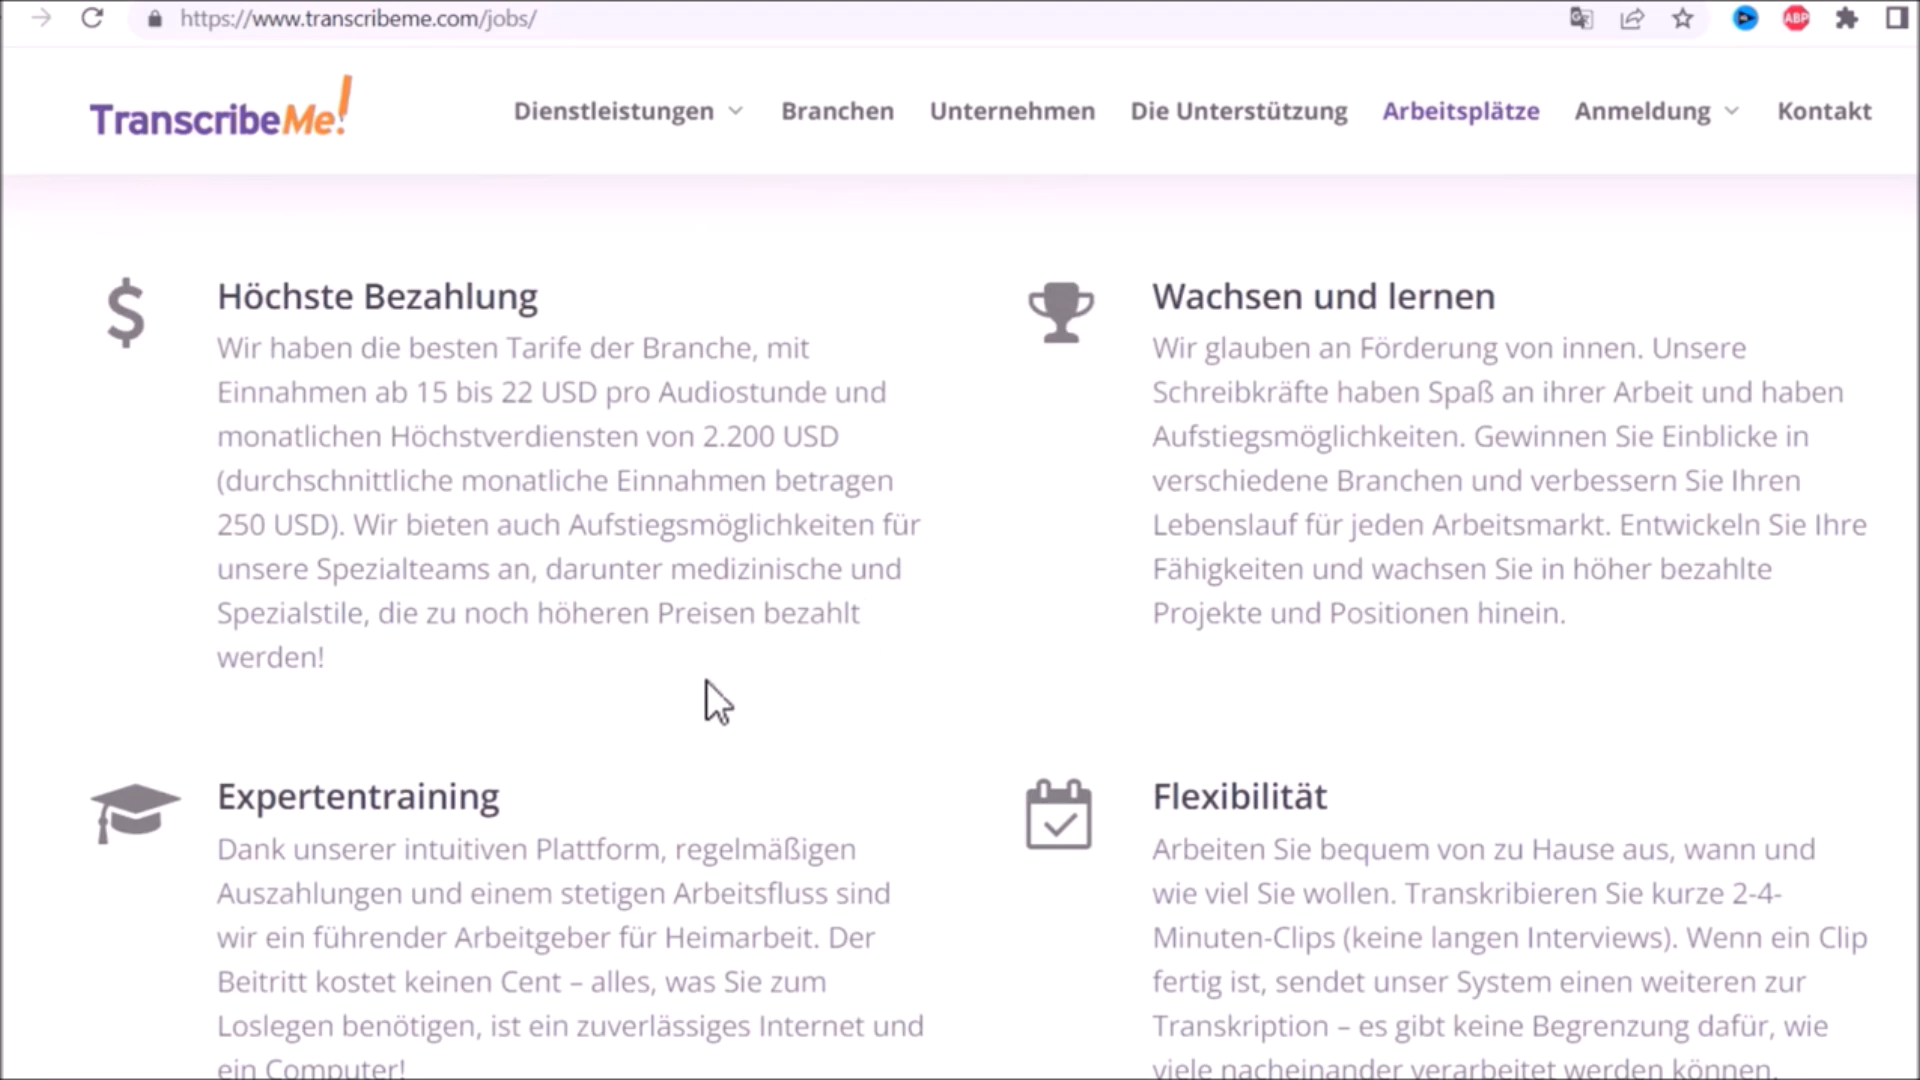 https://www.transcribeme.com/jobs/
ABP
TranscribeMe!
Dienstleistungen
Branchen
Unternehmen
Die Unterstützung
Arbeitsplätze
Anmeldung
Kontakt
Höchste Bezahlung
Wir haben die besten Tarife der Branche, mit
Einnahmen ab 15 bis 22 USD pro Audiostunde und
monatlichen Höchstverdiensten von 2.200 USD
(durchschnittliche monatliche Einnahmen betragen
250 USD). Wir bieten auch Aufstiegsmöglichkeiten für
unsere Spezialteams an, darunter medizinische und
Spezialstile, die zu noch höheren Preisen bezahlt
werden!
Wachsen und lernen
Wir glauben an Förderung von innen. Unsere
Schreibkräfte haben Spaß an ihrer Arbeit und haben
Aufstiegsmöglichkeiten. Gewinnen Sie Einblicke in
verschiedene Branchen und verbessern Sie Ihren
Lebenslauf für jeden Arbeitsmarkt. Entwickeln Sie Ihre
Fähigkeiten und wachsen Sie in höher bezahlte
Projekte und Positionen hinein.
Expertentraining
Dank unserer intuitiven Plattform, regelmäßigen
Auszahlungen und einem stetigen Arbeitsfluss sind
wir ein führender Arbeitgeber für Heimarbeit. Der
Beitritt kostet keinen Cent – alles, was Sie zum
Loslegen benötigen, ist ein zuverlässiges Internet und
ein Computer!
Flexibilität
Arbeiten Sie bequem von zu Hause aus, wann und
wie viel Sie wollen. Transkribieren Sie kurze 2-4-
Minuten-Clips (keine langen Interviews). Wenn ein Clip
fertig ist, sendet unser System einen weiteren zur
Transkription – es gibt keine Begrenzung dafür, wie
viele nacheinander verarbeitet werden können.